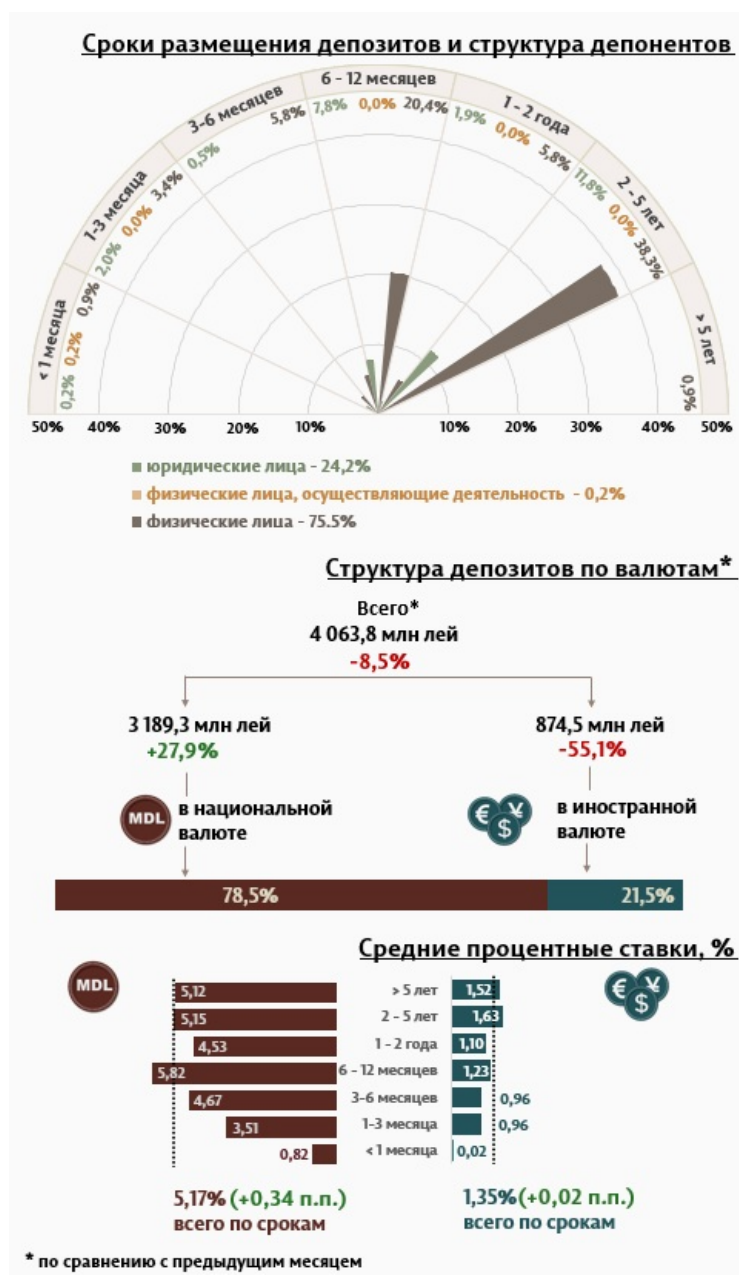 Сроки размещения депозитов и структура депонентов
< 1 месяца
0,2% 0,2% 0,9%
1-3 месяца
2,0% 0,0% 3,4%
3-6 месяцев
0,5% 5,8%
6 - 12 месяцев
7,8% 0,0% 20,4%
1 - 2 года
1,9% 0,0% 5,8%
2 - 5 лет
11,8% 0,0% 38,3%
> 5 лет
0,9%
50% 40% 30% 20% 10% 10% 20% 30% 40% 50%
юридические лица - 24,2%
физические лица, осуществляющие деятельность - 0,2%
физические лица - 75.5%
Структура депозитов по валютам*
Всего*
4 063,8 млн лей
-8,5%
3 189,3 млн лей 874,5 млн лей
+27,9% -55,1%
MDL в национальной валюте
€ ¥ $ в иностранной валюте
78,5% 21,5%
Средние процентные ставки, %
MDL € ¥ $
5,12 > 5 лет 1,52
5,15 2 - 5 лет 1,63
4,53 1 - 2 года 1,10
5,82 6 - 12 месяцев 1,23
4,67 3-6 месяцев 0,96
3,51 1-3 месяца 0,96
0,82 < 1 месяца 0,02
5,17% (+0,34 п.п.) 1,35% (+0,02 п.п.)
всего по срокам всего по срокам
* по сравнению с предыдущим месяцем